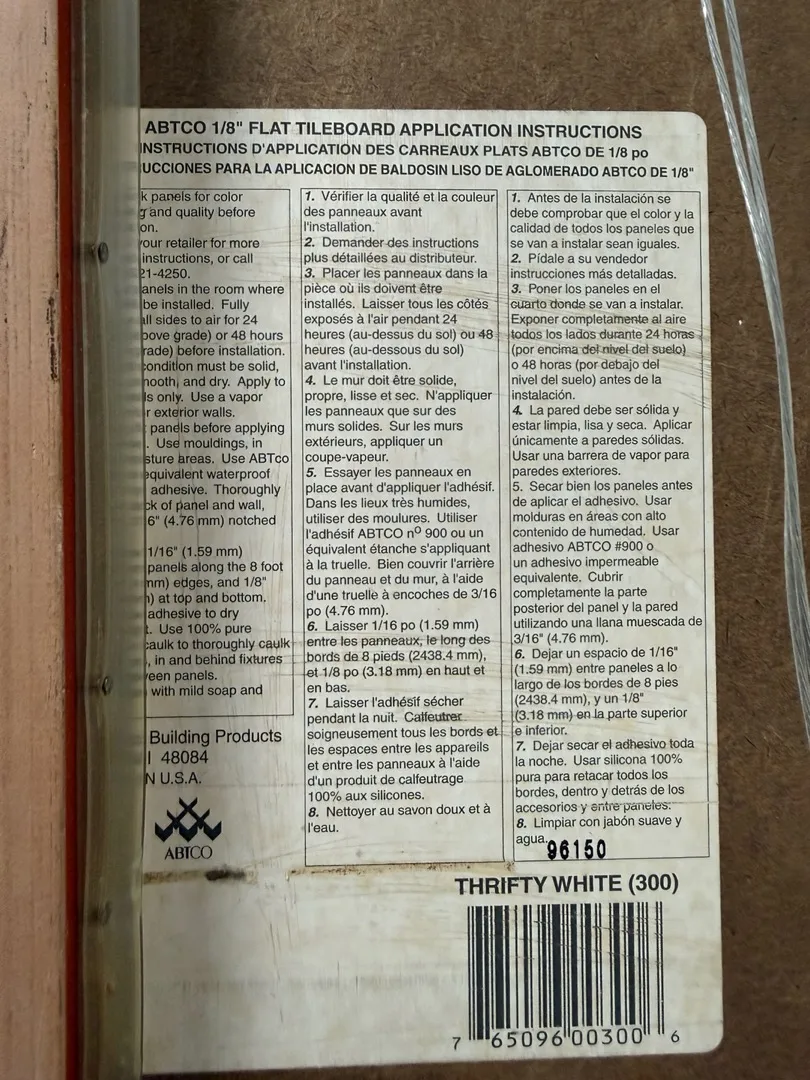 ABTCO 1/8" FLAT TILEBOARD APPLICATION INSTRUCTIONS
INSTRUCTIONS D'APPLICATION DES CARREAUX PLATS ABTCO DE 1/8 po
UCCIONES PARA LA APLICACION DE BALDOSIN LISO DE AGLOMERADO ABTCO DE 1/8"
k panels for color
and quality before
on.
our retailer for more
instructions, or call
21-4250.
anels in the room where
be installed. Fully
all sides to air for 24
bove grade) or 48 hours
rade) before installation.
condition must be solid,
mooth, and dry. Apply to
ls only. Use a vapor
r exterior walls.
panels before applying
. Use mouldings, in
sture areas. Use ABTco
equivalent waterproof
adhesive. Thoroughly
ck of panel and wall,
6" (4.76 mm) notched
1/16" (1.59 mm)
panels along the 8 foot
mm) edges, and 1/8"
) at top and bottom.
adhesive to dry
t. Use 100% pure
caulk to thoroughly caulk
, in and behind fixtures
een panels.
with mild soap and
Building Products
48084
N U.S.A.
ABTCO
1. Vérifier la qualité et la couleur
des panneaux avant
l'installation.
2. Demander des instructions
plus détaillées au distributeur.
3. Placer les panneaux dans la
pièce où ils doivent être
installés. Laisser tous les côtés
exposés à l'air pendant 24
heures (au-dessus du sol) ou 48
heures (au-dessous du sol)
avant l'installation.
4. Le mur doit être solide,
propre, lisse et sec. N'appliquer
les panneaux que sur des
murs solides. Sur les murs
extérieurs, appliquer un
coupe-vapeur.
5. Essayer les panneaux en
place avant d'appliquer l'adhésif.
Dans les lieux très humides,
utiliser des moulures. Utiliser
l'adhésif ABTCO nº 900 ou un
équivalent étanche s'appliquant
à la truelle. Bien couvrir l'arrière
du panneau et du mur, à l'aide
d'une truelle à encoches de 3/16
po (4.76 mm).
6. Laisser 1/16 po (1.59 mm)
entre les panneaux, le long des
bords de 8 pieds (2438.4 mm),
et 1/8 po (3.18 mm) en haut et
en bas.
7. Laisser l'adhésif sécher
pendant la nuit. Calfeutrer
soigneusement tous les bords et
les espaces entre les appareils
et entre les panneaux à l'aide
d'un produit de calfeutrage
100% aux silicones.
8. Nettoyer au savon doux et à
l'eau.
1. Antes de la instalación se
debe comprobar que el color y la
calidad de todos los paneles que
se van a instalar sean iguales.
2. Pídale a su vendedor
instrucciones más detalladas.
3. Poner los paneles en el
cuarto donde se van a instalar.
Exponer completamente al aire
todos los lados durante 24 horas
(por encima del nivel del suelo)
o 48 horas (por debajo del
nivel del suelo) antes de la
instalación.
4. La pared debe ser sólida y
estar limpia, lisa y seca. Aplicar
únicamente a paredes sólidas.
Usar una barrera de vapor para
paredes exteriores.
5. Secar bien los paneles antes
de aplicar el adhesivo. Usar
molduras en áreas con alto
contenido de humedad. Usar
adhesivo ABTCO #900 o
un adhesivo impermeable
equivalente. Cubrir
completamente la parte
posterior del panel y la pared
utilizando una llana muescada de
3/16" (4.76 mm).
6. Dejar un espacio de 1/16"
(1.59 mm) entre paneles a lo
largo de los bordes de 8 pies
(2438.4 mm), y un 1/8"
(3.18 mm) en la parte superior
e inferior.
7. Dejar secar el adhesivo toda
la noche. Usar silicona 100%
pura para retacar todos los
bordes, dentro y detrás de los
accesorios y entre paneles.
8. Limpiar con jabón suave y
agua.
96150
THRIFTY WHITE (300)
7 65096 00300 6